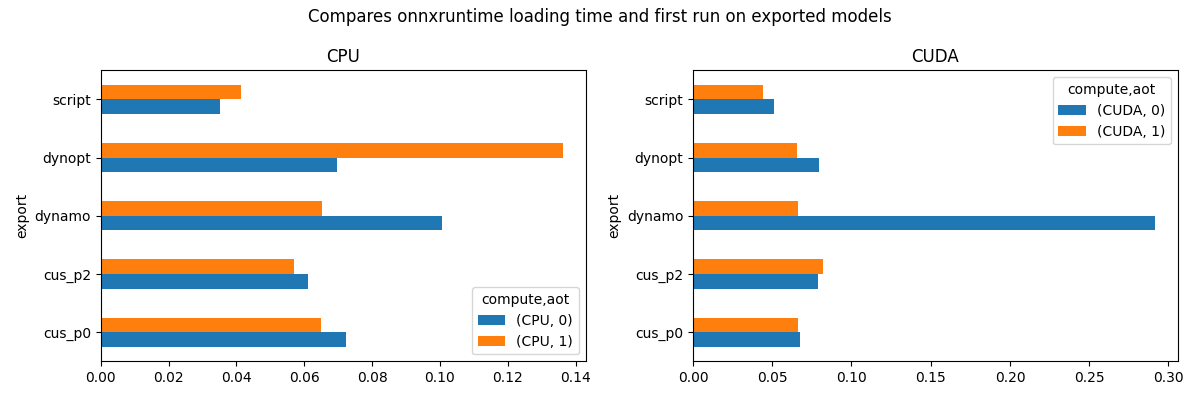 Compares onnxruntime loading time and first run on exported models
CPU
export
script
dynopt
dynamo
cus_p2
cus_p0
compute,aot
(CPU, 0)
(CPU, 1)
0.00 0.02 0.04 0.06 0.08 0.10 0.12 0.14
CUDA
export
script
dynopt
dynamo
cus_p2
cus_p0
compute,aot
(CUDA, 0)
(CUDA, 1)
0.00 0.05 0.10 0.15 0.20 0.25 0.30